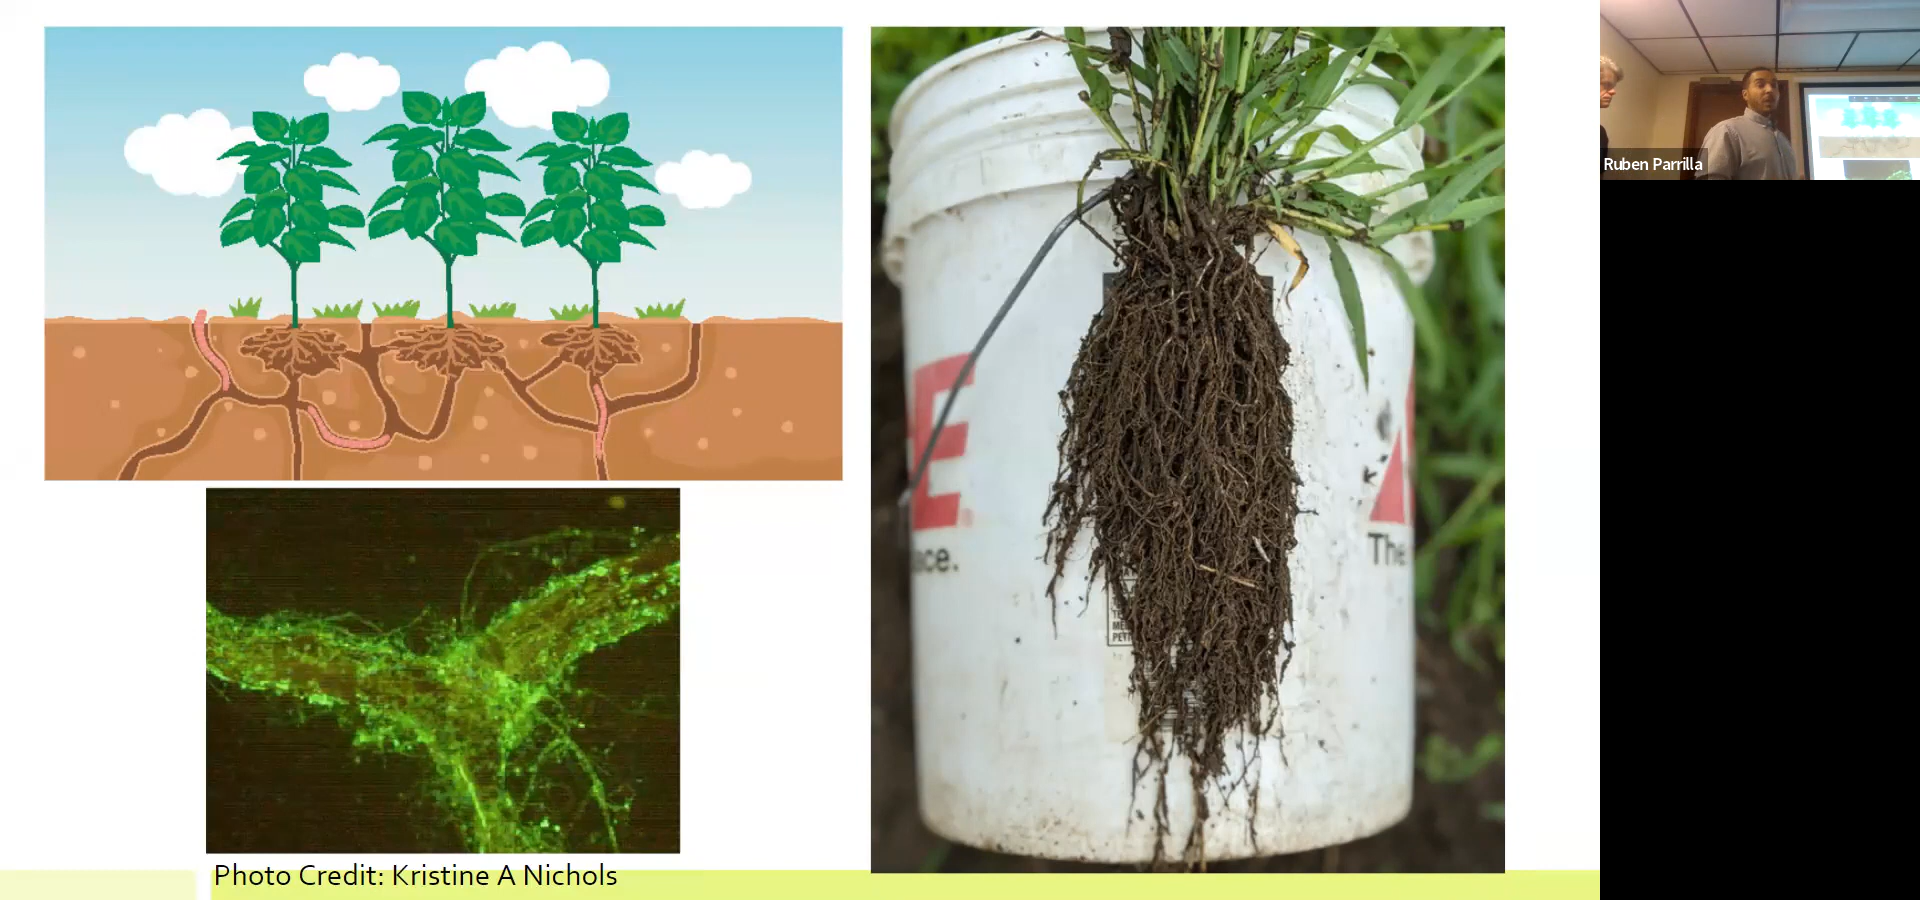 E
ace.
The
Photo Credit: Kristine A Nichols
Ruben Parrilla